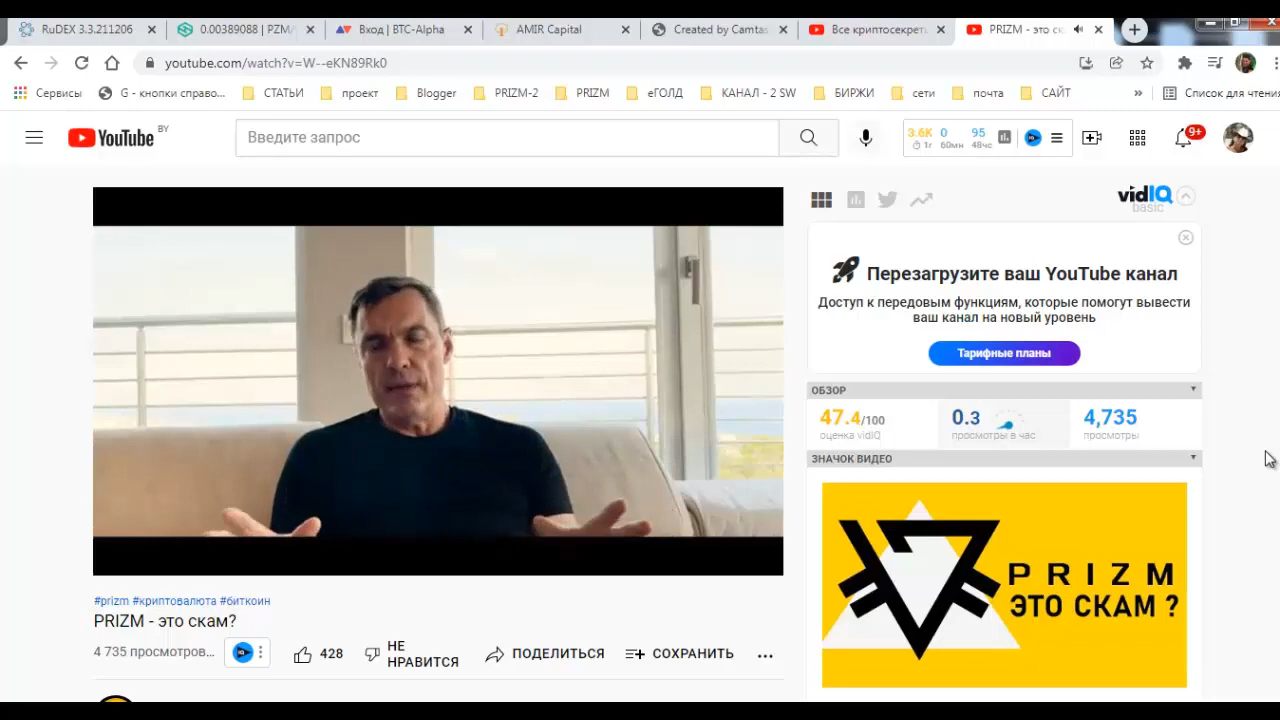 RuDEX 3.3.211206
0.00389088 | PZM/
Вход | BTC-Alpha
AMIR Capital
Created by Camtas
Все криптосекрет
PRIZM - это ск
youtube.com/watch?v=W--eKN89Rk0
Сервисы
G - кнопки справо...
СТАТЬИ
проект
Blogger
PRIZM-2
PRIZM
еГОЛД
КАНАЛ - 2 SW
БИРЖИ
сети
почта
САЙТ
»
Список для чтения
YouTube BY
Введите запрос
3.6K 0 95
1г 60мн 48чс
9+
vidIQ
basic
Перезагрузите ваш YouTube канал
Доступ к передовым функциям, которые помогут вывести
ваш канал на новый уровень
Тарифные планы
ОБЗОР
47.4/100 0.3 4,735
оценка vidIQ просмотры в час просмотры
ЗНАЧОК ВИДЕО
PRIZM
ЭТО СКАМ ?
#prizm #криптовалюта #биткоин
PRIZM - это скам?
4 735 просмотров...
428
НЕ
НРАВИТСЯ
ПОДЕЛИТЬСЯ
СОХРАНИТЬ